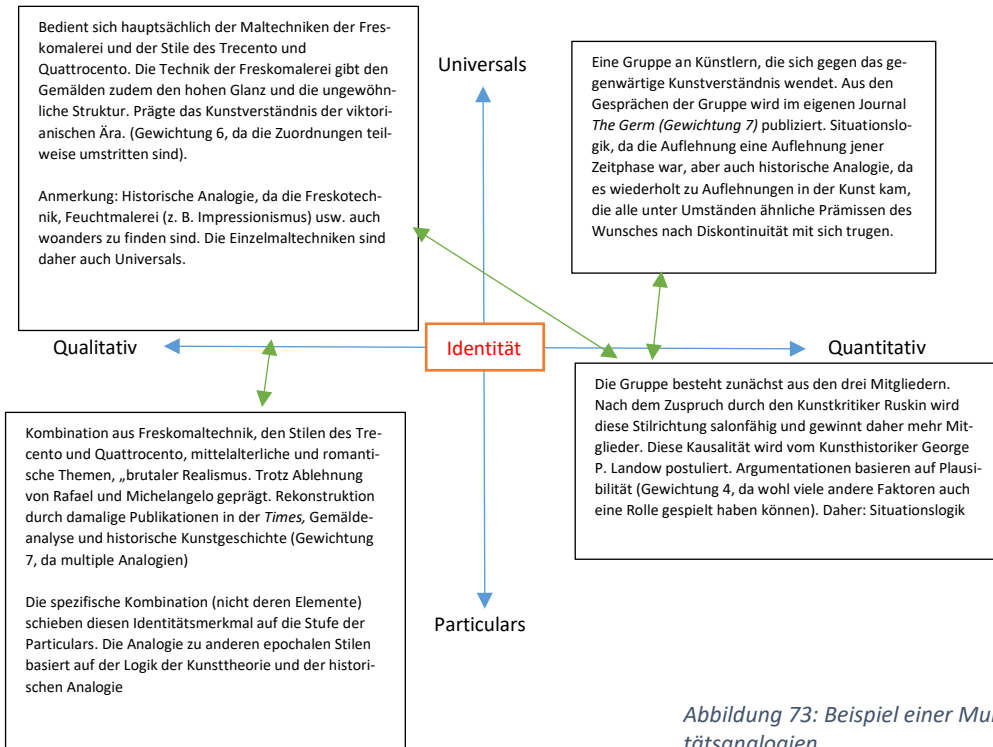 Bedient sich hauptsächlich der Maltechniken der Fres-
komalerei und der Stile des Trecento und
Quattrocento. Die Technik der Freskomalerei gibt den
Gemälden zudem den hohen Glanz und die ungewöhn-
liche Struktur. Prägte das Kunstverständnis der viktori-
anischen Ära. (Gewichtung 6, da die Zuordnungen teil-
weise umstritten sind).
Anmerkung: Historische Analogie, da die Freskotech-
nik, Feuchtmalerei (z. B. Impressionismus) usw. auch
woanders zu finden sind. Die Einzelmaltechniken sind
daher auch Universals.
Universals
Eine Gruppe an Künstlern, die sich gegen das ge-
genwärtige Kunstverständnis wendet. Aus den
Gesprächen der Gruppe wird im eigenen Journal
The Germ (Gewichtung 7) publiziert. Situationslo-
gik, da die Auflehnung eine Auflehnung jener
Zeitphase war, aber auch historische Analogie, da
es wiederholt zu Auflehnungen in der Kunst kam,
die alle unter Umständen ähnliche Prämissen des
Wunsches nach Diskontinuität mit sich trugen.
Qualitativ
Identität
Quantitativ
Kombination aus Freskomaltechnik, den Stilen des Tre-
cento und Quattrocento, mittelalterliche und romanti-
sche Themen, „brutaler Realismus. Trotz Ablehnung
von Rafael und Michelangelo geprägt. Rekonstruktion
durch damalige Publikationen in der Times, Gemälde-
analyse und historische Kunstgeschichte (Gewichtung
7, da multiple Analogien)
Die spezifische Kombination (nicht deren Elemente)
schieben diesen Identitätsmerkmal auf die Stufe der
Particulars. Die Analogie zu anderen epochalen Stilen
basiert auf der Logik der Kunsttheorie und der histori-
schen Analogie
Die Gruppe besteht zunächst aus den drei Mitgliedern.
Nach dem Zuspruch durch den Kunstkritiker Ruskin wird
diese Stilrichtung salonfähig und gewinnt daher mehr Mit-
glieder. Diese Kausalität wird vom Kunsthistoriker George
P. Landow postuliert. Argumentationen basieren auf Plausi-
bilität (Gewichtung 4, da wohl viele andere Faktoren auch
eine Rolle gespielt haben können). Daher: Situationslogik
Particulars
Abbildung 73: Beispiel einer